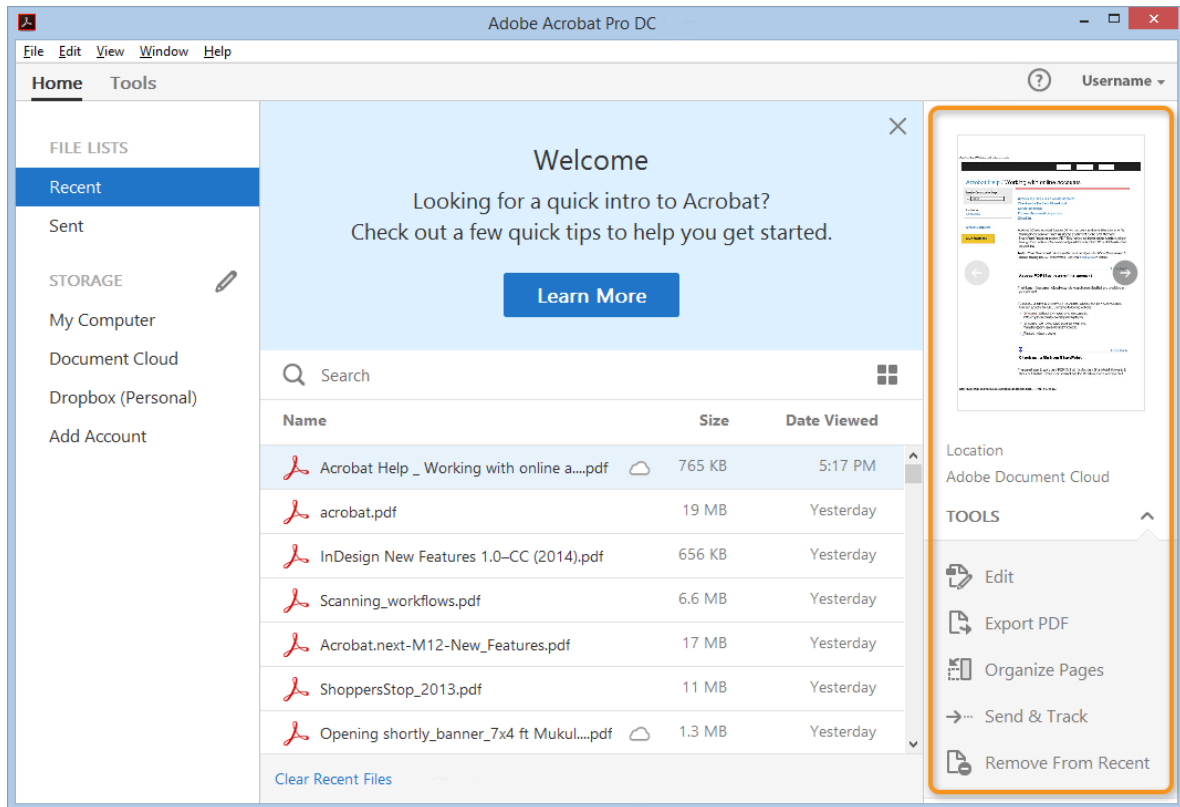 Adobe Acrobat Pro DC
File Edit View Window Help
Home Tools
? Username
FILE LISTS
Recent
Sent
STORAGE
My Computer
Document Cloud
Dropbox (Personal)
Add Account
Welcome
Looking for a quick intro to Acrobat?
Check out a few quick tips to help you get started.
Learn More
Search
Name Size Date Viewed
Acrobat Help _ Working with online a....pdf 765 KB 5:17 PM
acrobat.pdf 19 MB Yesterday
InDesign New Features 1.0–CC (2014).pdf 656 KB Yesterday
Scanning_workflows.pdf 6.6 MB Yesterday
Acrobat.next-M12-New_Features.pdf 17 MB Yesterday
ShoppersStop_2013.pdf 11 MB Yesterday
Opening shortly_banner_7x4 ft Mukul....pdf 1.3 MB Yesterday
Clear Recent Files
Acrobat Help / Working with online accounts
Location
Adobe Document Cloud
TOOLS
Edit
Export PDF
Organize Pages
Send & Track
Remove From Recent